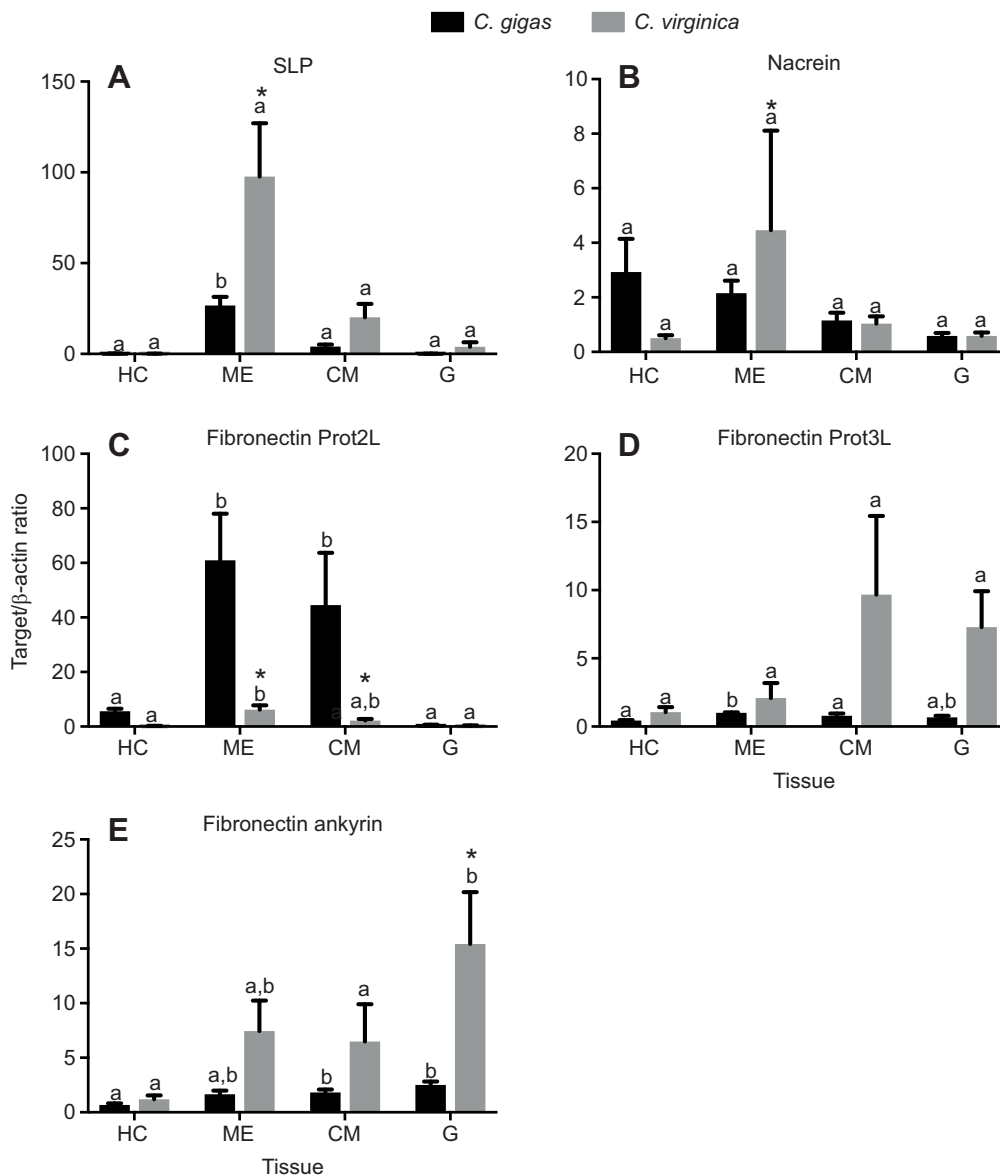 C. gigas C. virginica
A SLP
150
100
50
0
* a
b
a
a a a a a
HC ME CM G
B Nacrein
10
8
6
4
2
0
*
a a a a a a a a
HC ME CM G
C Fibronectin Prot2L
100
80
60
40
20
0
b b
* *
a a b a a,b a a
HC ME CM G
D Fibronectin Prot3L
20
15
10
5
0
a a b a a a a,b a
HC ME CM G
Target/β-actin ratio
Tissue
E Fibronectin ankyrin
25
20
15
10
5
0
*
a a a,b a,b b a b b
HC ME CM G
Tissue